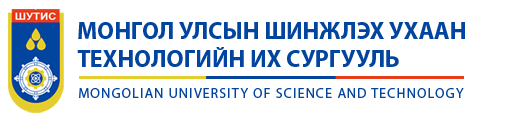 ШУТИС
МОНГОЛ УЛСЫН ШИНЖЛЭХ УХААН
ТЕХНОЛОГИЙН ИХ СУРГУУЛЬ
MONGOLIAN UNIVERSITY OF SCIENCE AND TECHNOLOGY